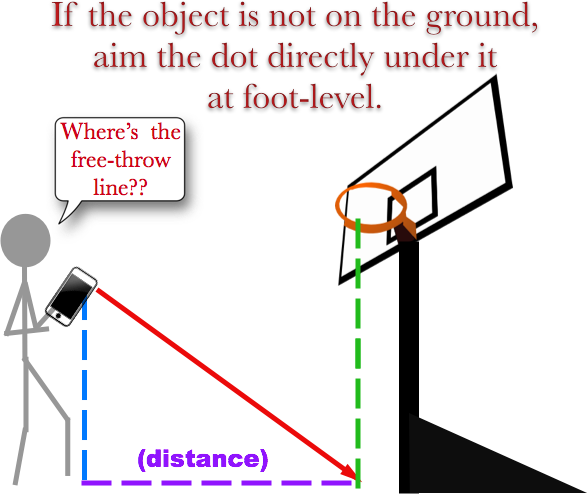 If the object is not on the ground,
aim the dot directly under it
at foot-level.
Where's the
free-throw
line??
(distance)